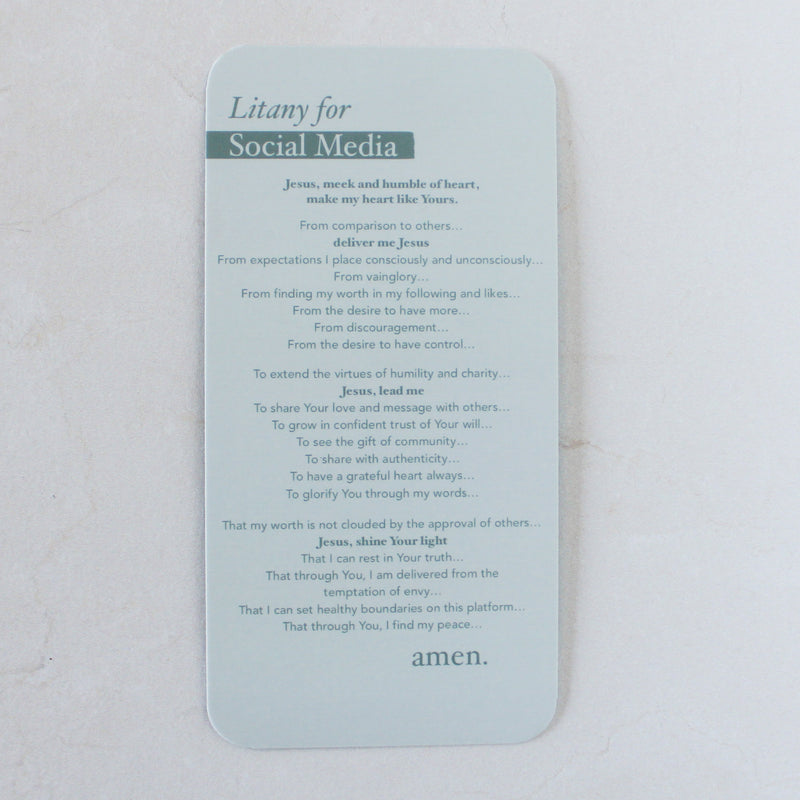 Litany for
Social Media
Jesus, meek and humble of heart,
make my heart like Yours.
From comparison to others...
deliver me Jesus
From expectations I place consciously and unconsciously...
From vainglory...
From finding my worth in my following and likes...
From the desire to have more...
From discouragement...
From the desire to have control...
To extend the virtues of humility and charity...
Jesus, lead me
To share Your love and message with others...
To grow in confident trust of Your will...
To see the gift of community...
To share with authenticity...
To have a grateful heart always...
To glorify You through my words...
That my worth is not clouded by the approval of others...
Jesus, shine Your light
That I can rest in Your truth...
That through You, I am delivered from the
temptation of envy...
That I can set healthy boundaries on this platform...
That through You, I find my peace...
amen.